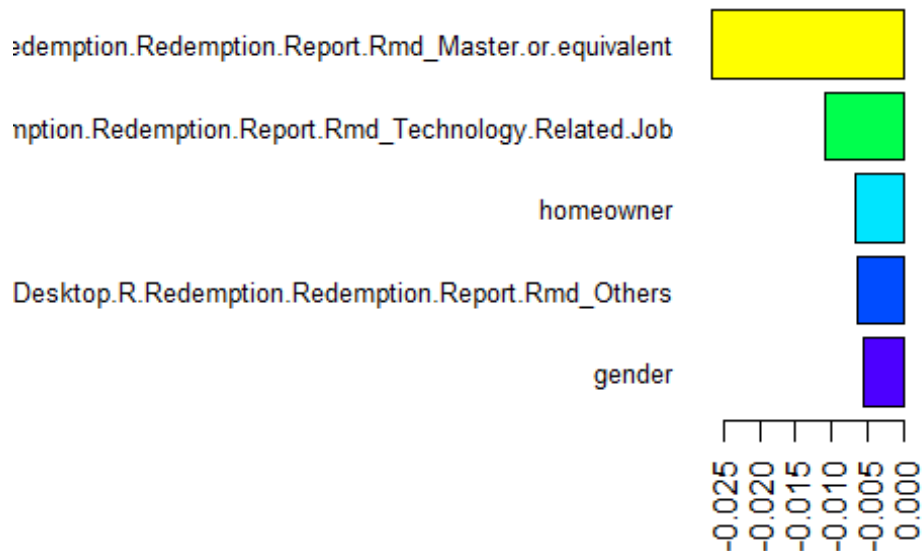 edemption.Redemption.Report.Rmd_Master.or.equivalent
mption.Redemption.Report.Rmd_Technology.Related.Job
homeowner
Desktop.R.Redemption.Redemption.Report.Rmd_Others
gender
-0.025
-0.020
-0.015
-0.010
-0.005
0.000